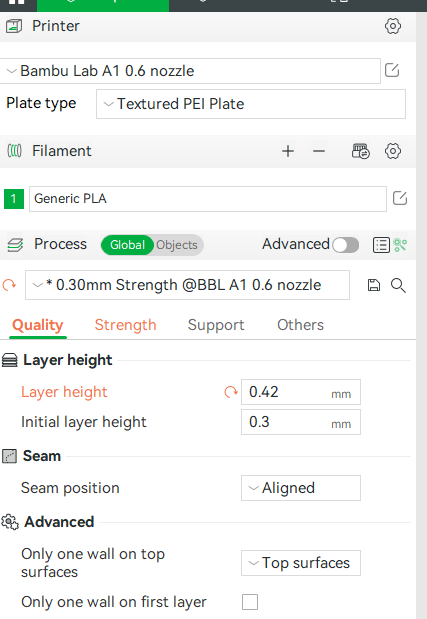 Printer
Bambu Lab A1 0.6 nozzle
Plate type Textured PEI Plate
Filament
1 Generic PLA
Process Global Objects Advanced
* 0.30mm Strength @BBL A1 0.6 nozzle
Quality Strength Support Others
Layer height
Layer height 0.42 mm
Initial layer height 0.3 mm
Seam
Seam position Aligned
Advanced
Only one wall on top
surfaces Top surfaces
Only one wall on first layer